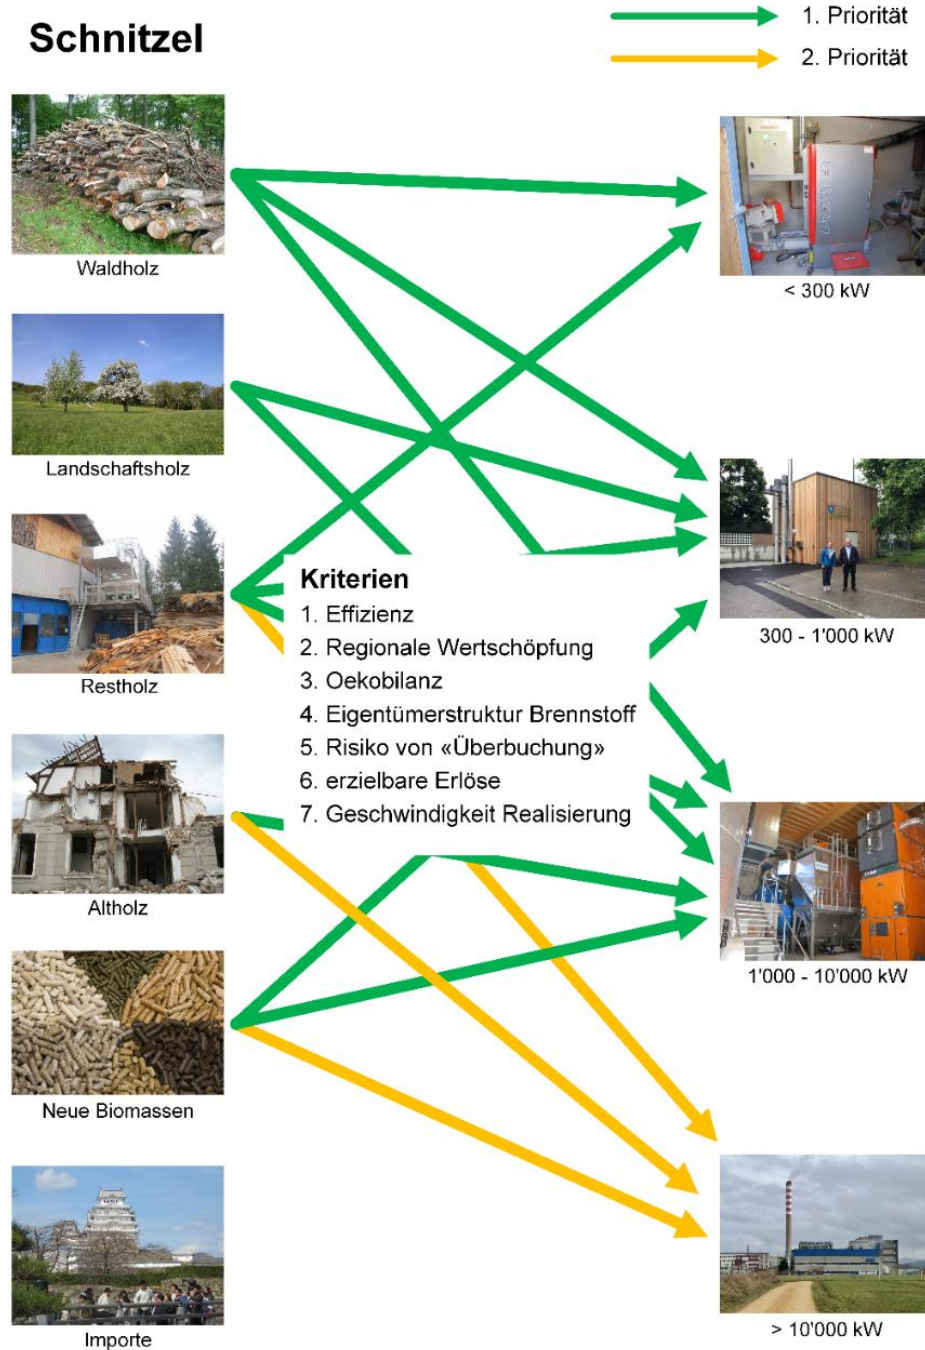 Schnitzel
1. Priorität
2. Priorität
Waldholz
Landschaftsholz
Restholz
Altholz
Neue Biomassen
Importe
Kriterien
1. Effizienz
2. Regionale Wertschöpfung
3. Oekobilanz
4. Eigentümerstruktur Brennstoff
5. Risiko von «Überbuchung»
6. erzielbare Erlöse
7. Geschwindigkeit Realisierung
< 300 kW
300 - 1'000 kW
1'000 - 10'000 kW
> 10'000 kW